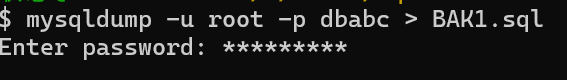 $ mysqldump -u root -p dbabc > BAK1.sql
Enter password: *********